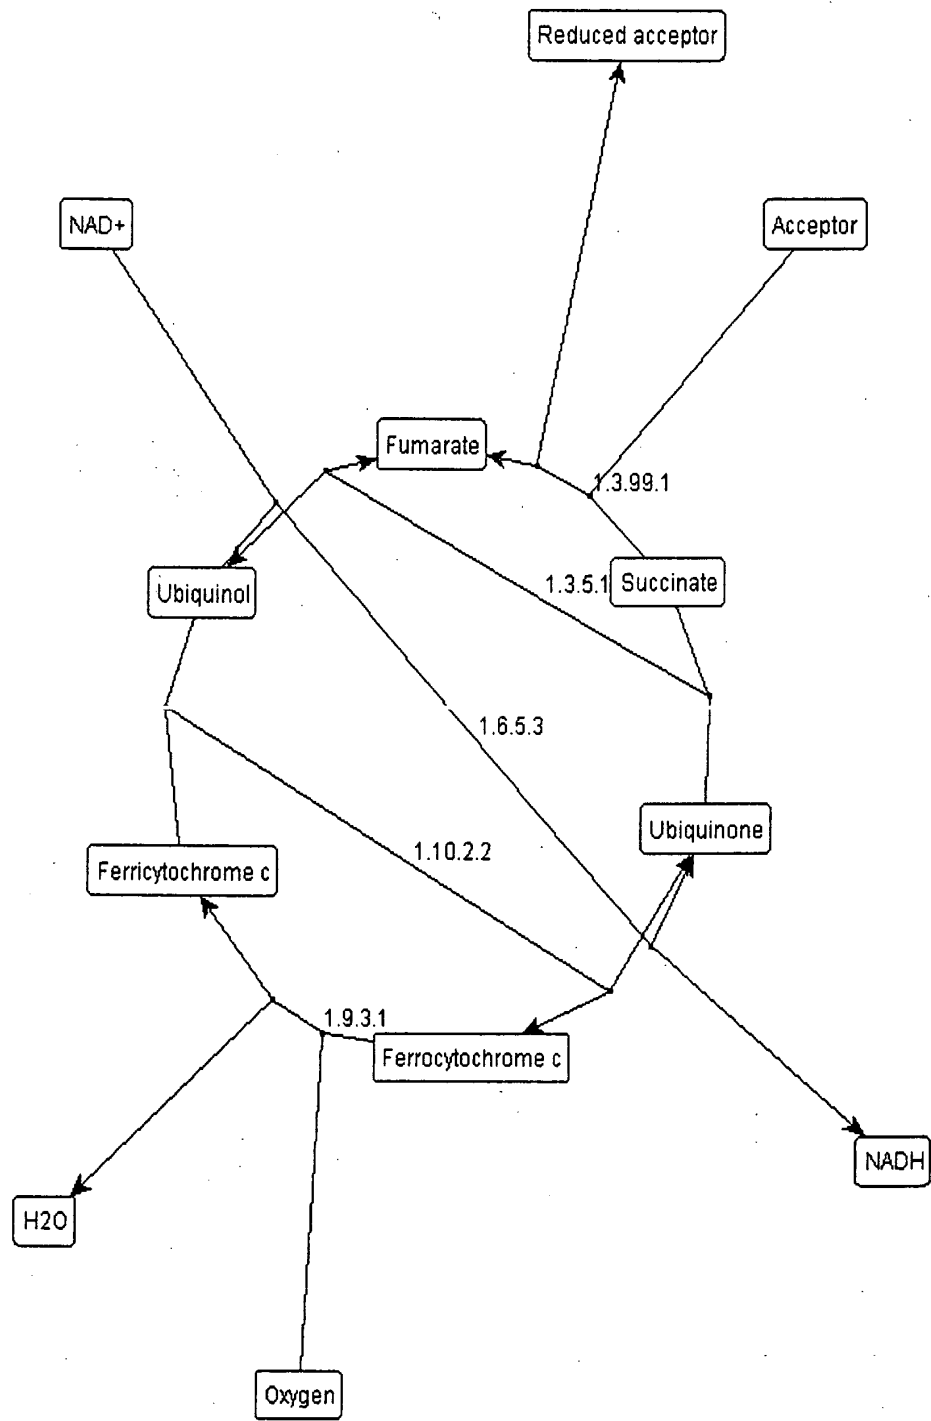 Reduced acceptor
NAD+
Acceptor
Fumarate
1.3.99.1
Ubiquinol
1.3.5.1
Succinate
1.6.5.3
Ubiquinone
1.10.2.2
Ferricytochrome c
1.9.3.1
Ferrocytochrome c
NADH
H2O
Oxygen